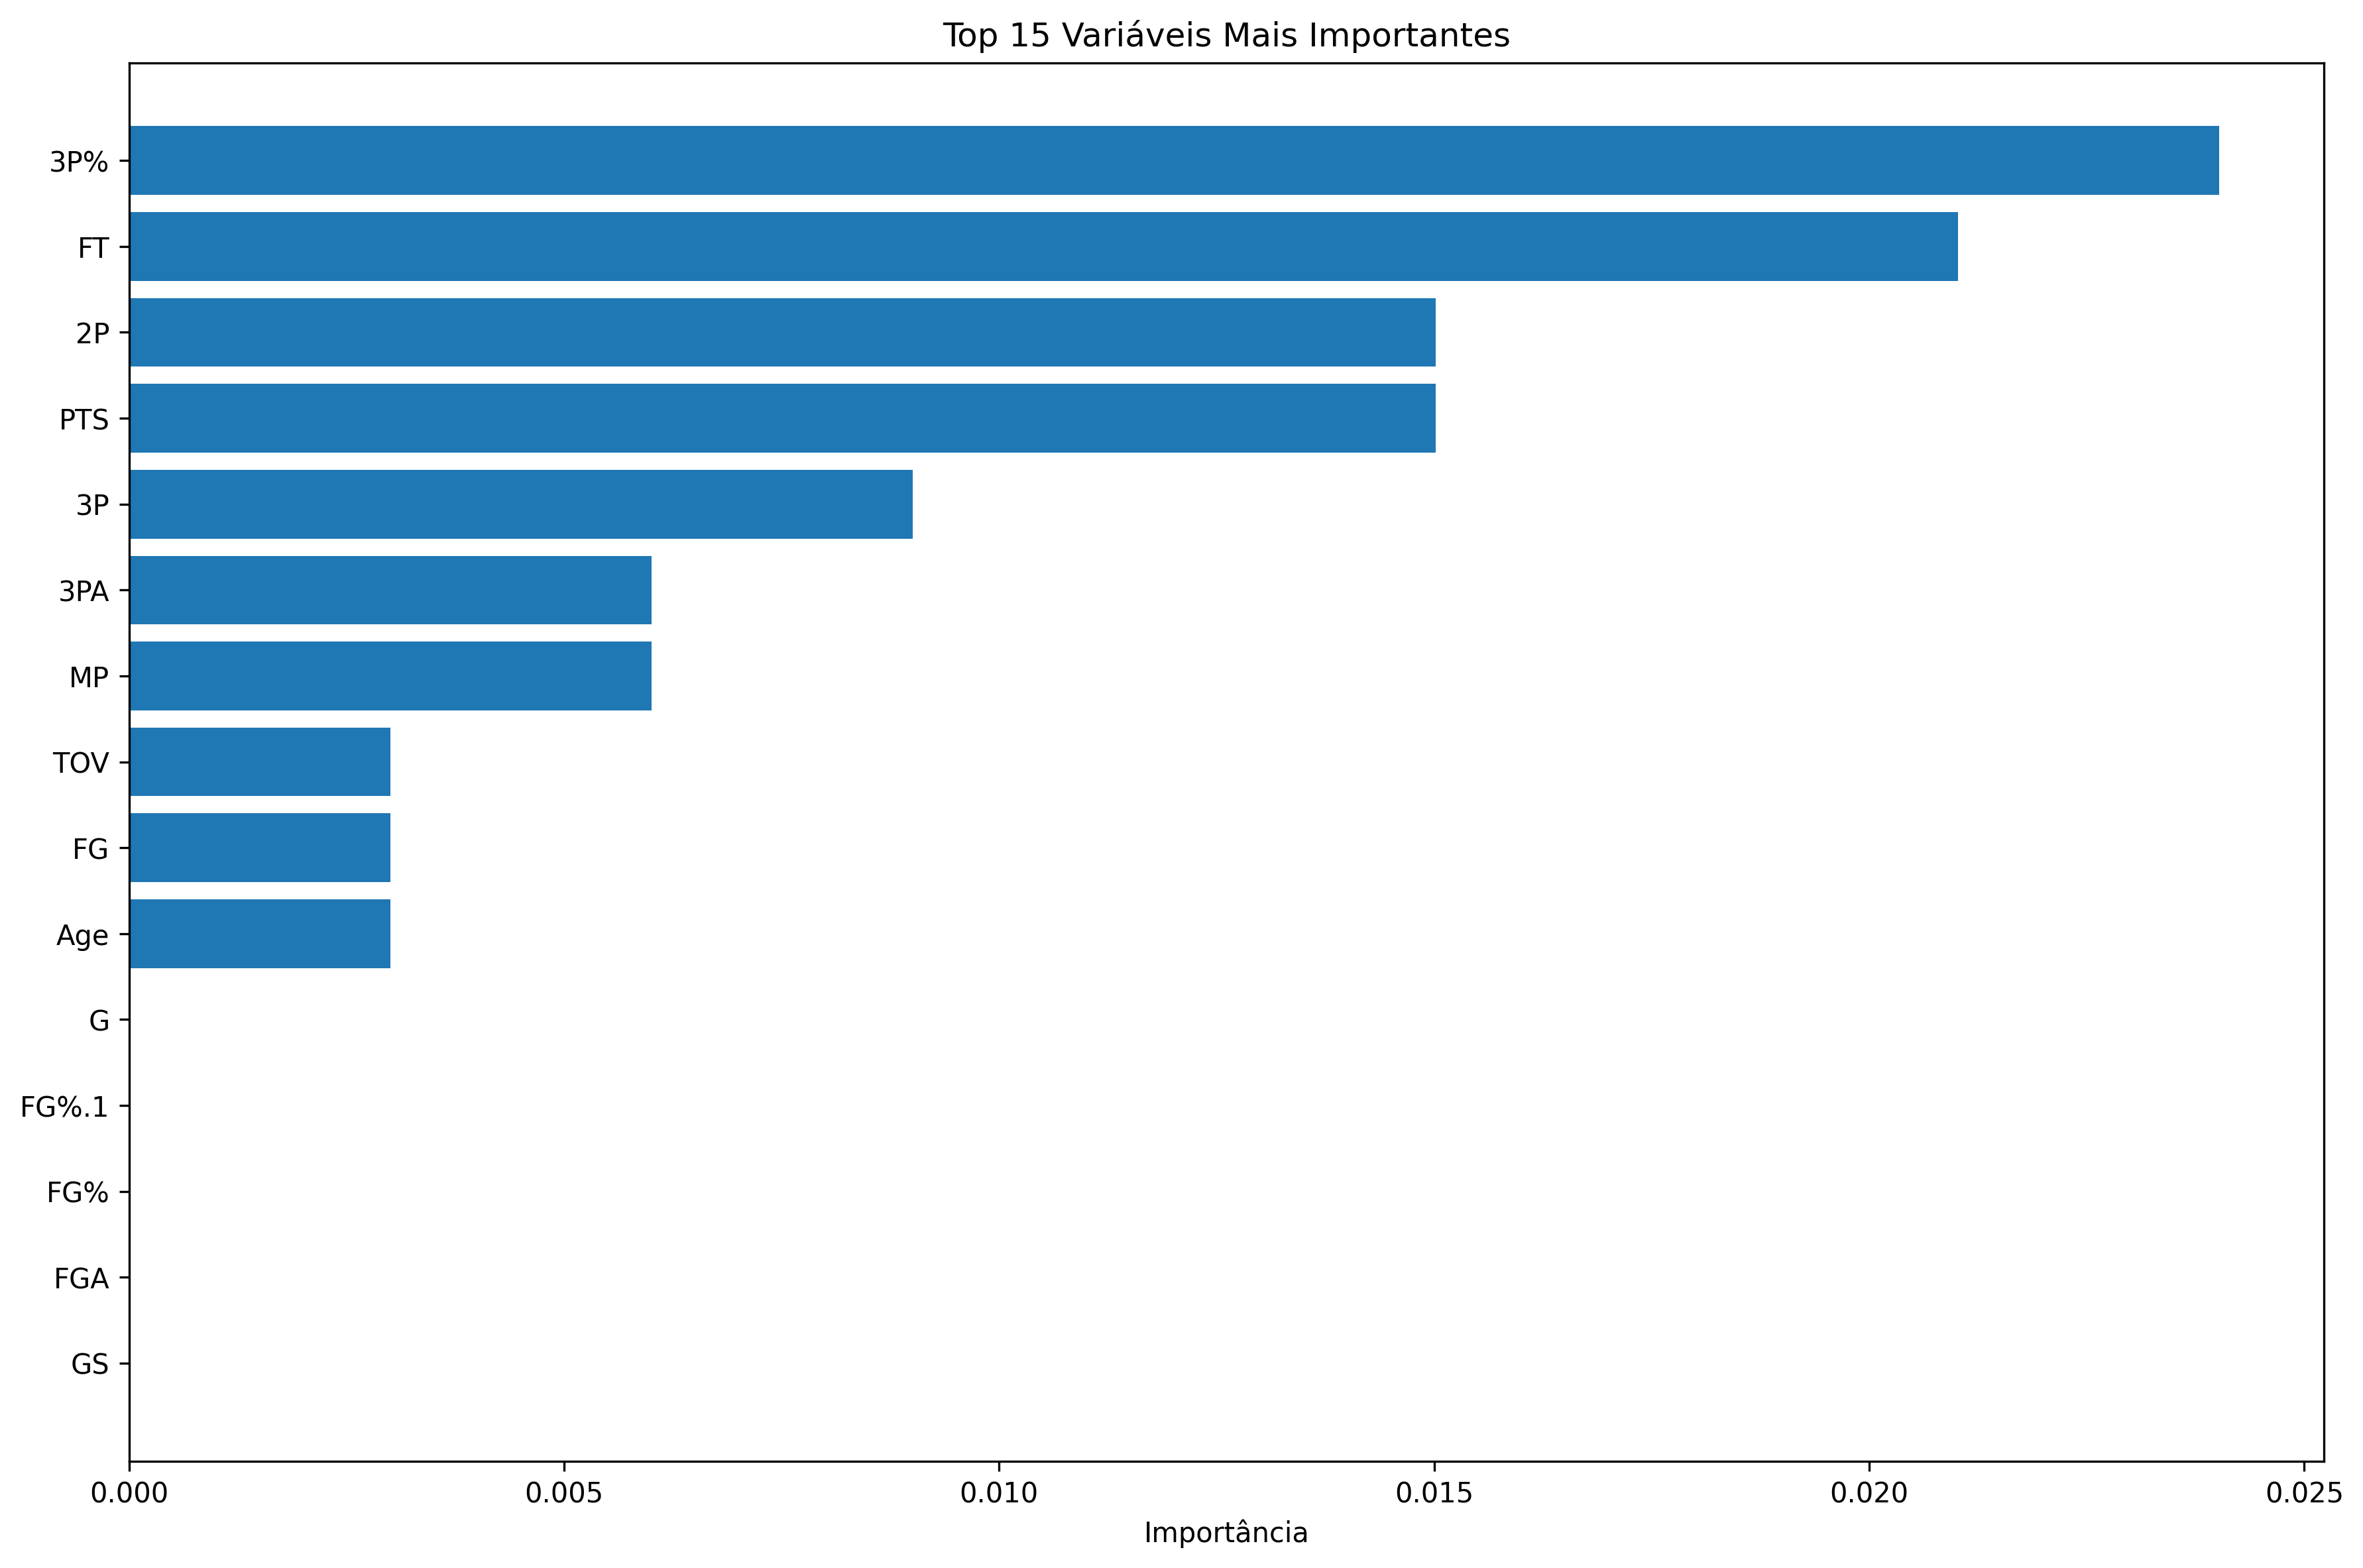 Top 15 Variáveis Mais Importantes
3P%
FT
2P
PTS
3P
3PA
MP
TOV
FG
Age
G
FG%.1
FG%
FGA
GS
0.000 0.005 0.010 0.015 0.020 0.025
Importância